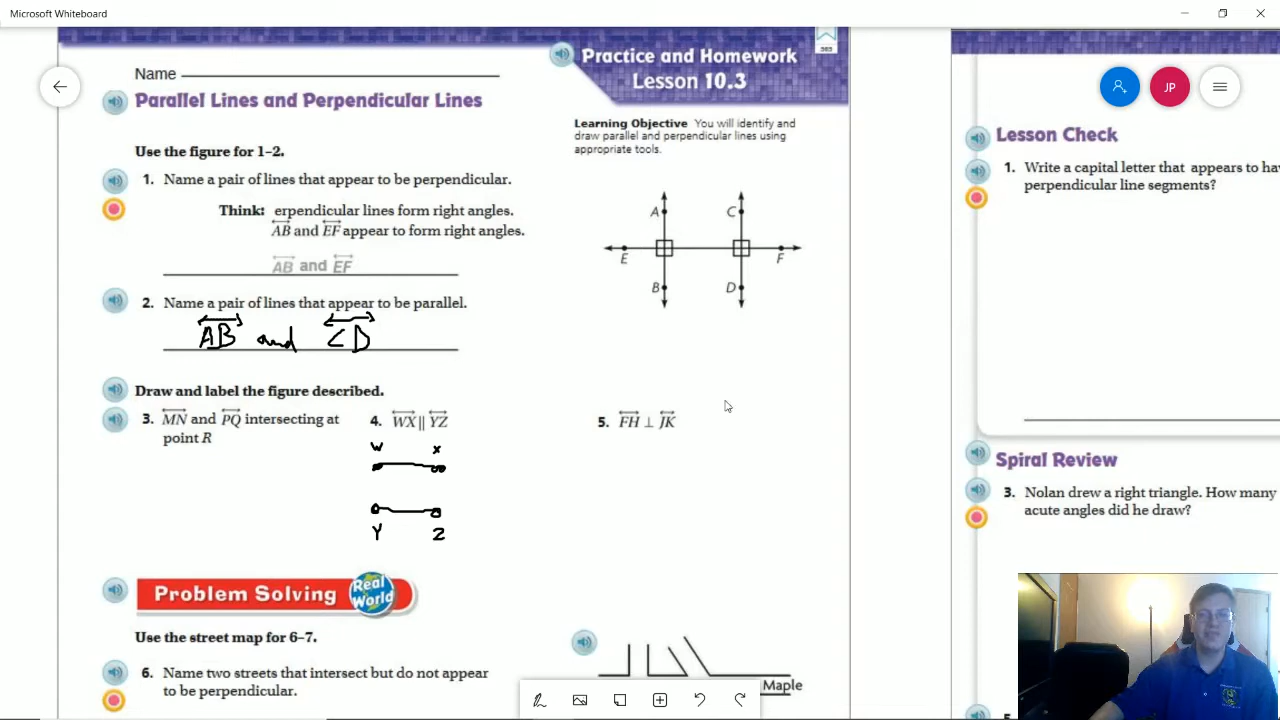 Microsoft Whiteboard
Name
Practice and Homework
Lesson 10.3
Parallel Lines and Perpendicular Lines
Learning Objective You will identify and
draw parallel and perpendicular lines using
appropriate tools.
Use the figure for 1–2.
1. Name a pair of lines that appear to be perpendicular.
Think: erpendicular lines form right angles.
AB and EF appear to form right angles.
AB and EF
2. Name a pair of lines that appear to be parallel.
AB and CD
A C
E F
B D
Draw and label the figure described.
3. MN and PQ intersecting at
point R
4. WX || YZ
W X
Y Z
5. FH ⊥ JK
Problem Solving
Real
World
Use the street map for 6–7.
6. Name two streets that intersect but do not appear
to be perpendicular.
Maple
JP
Lesson Check
1. Write a capital letter that appears to ha
perpendicular line segments?
Spiral Review
3. Nolan drew a right triangle. How many
acute angles did he draw?